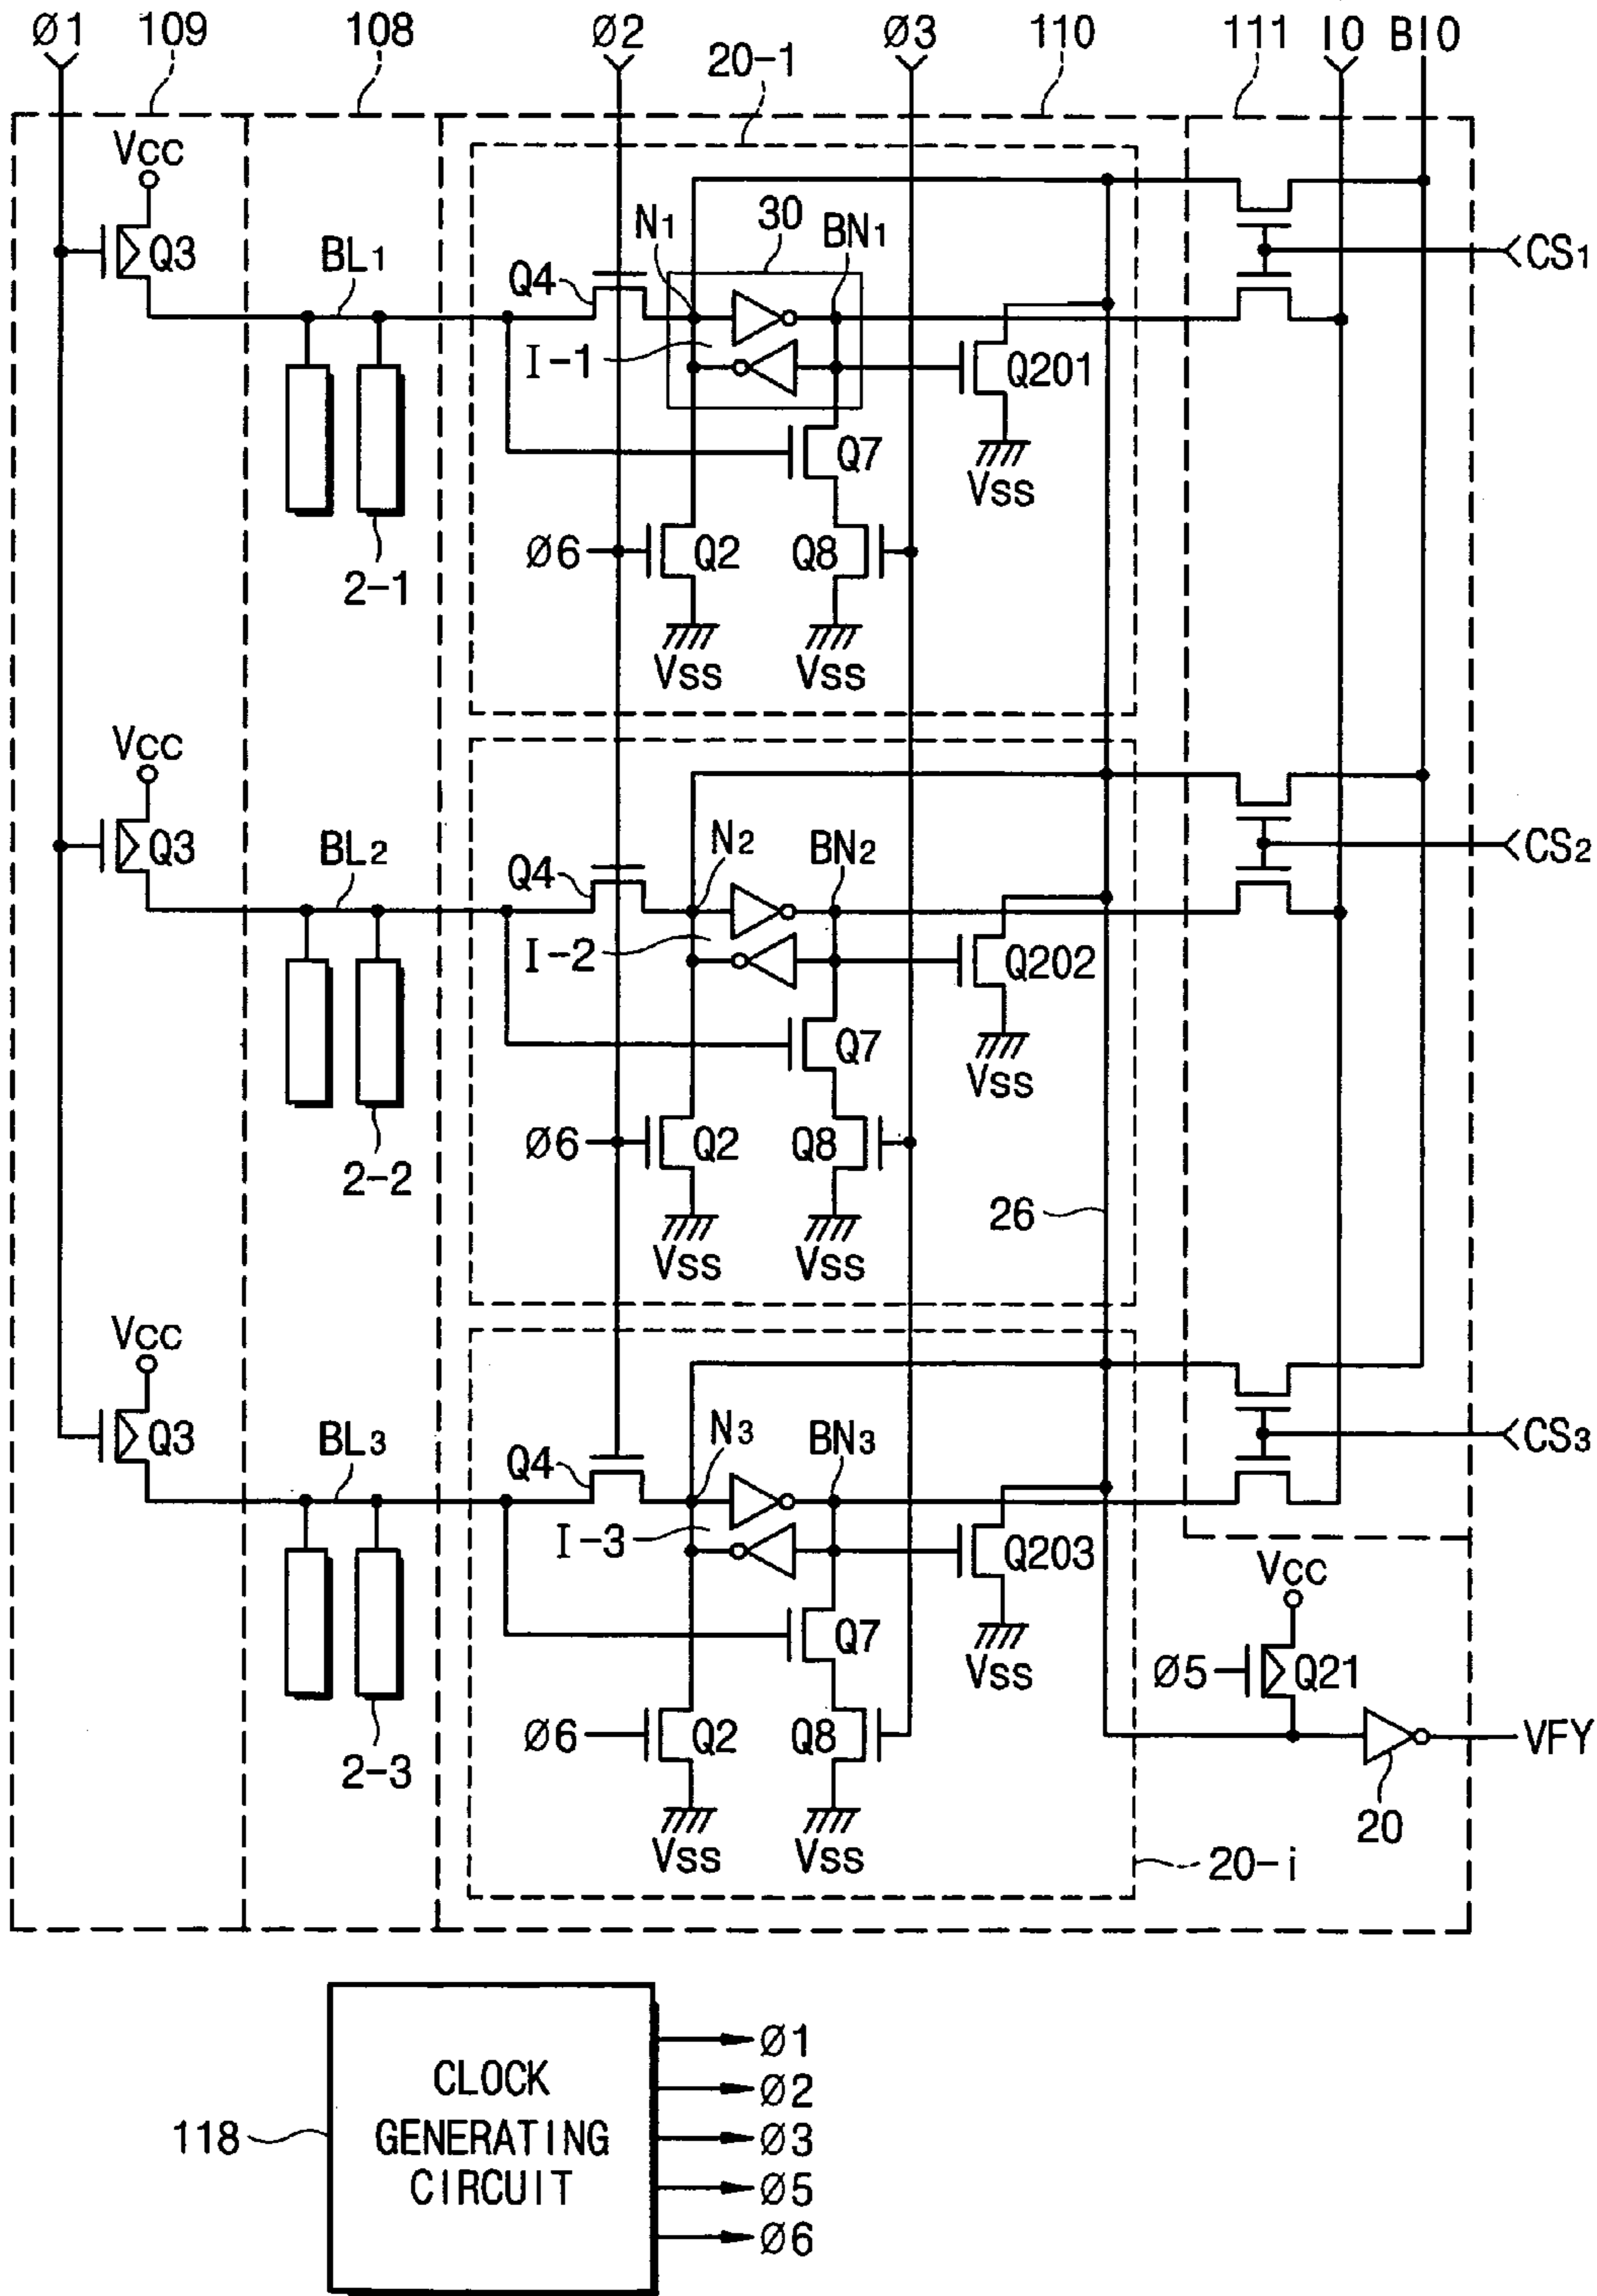 Ø1 109 108 Ø2 Ø3 110 111 IO BIO
20-1
VCC
Q3
BL1
Q4
N1
30
BN1
CS1
I-1
Q201
VSS
Q7
2-1
Ø6
Q2
Q8
VSS
VSS
VCC
Q3
BL2
Q4
N2
BN2
CS2
I-2
Q202
VSS
Q7
2-2
Ø6
Q2
Q8
26
VSS
VSS
VCC
Q3
BL3
Q4
N3
BN3
CS3
I-3
Q203
VSS
VCC
Q7
Ø5
Q21
2-3
Ø6
Q2
Q8
VFY
20
VSS
VSS
20-i
118
CLOCK
GENERATING
CIRCUIT
Ø1
Ø2
Ø3
Ø5
Ø6